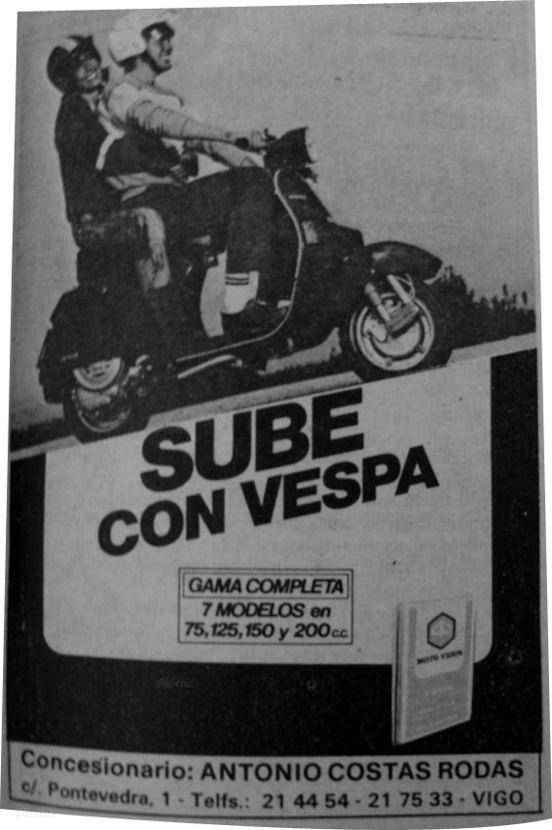 SUBE
CON VESPA
GAMA COMPLETA
7 MODELOS en
75, 125, 150 y 200 c.c.
MOTO VESPA
Concesionario: ANTONIO COSTAS RODAS
c/. Pontevedra, 1 - Telfs.: 21 44 54 - 21 75 33 - VIGO